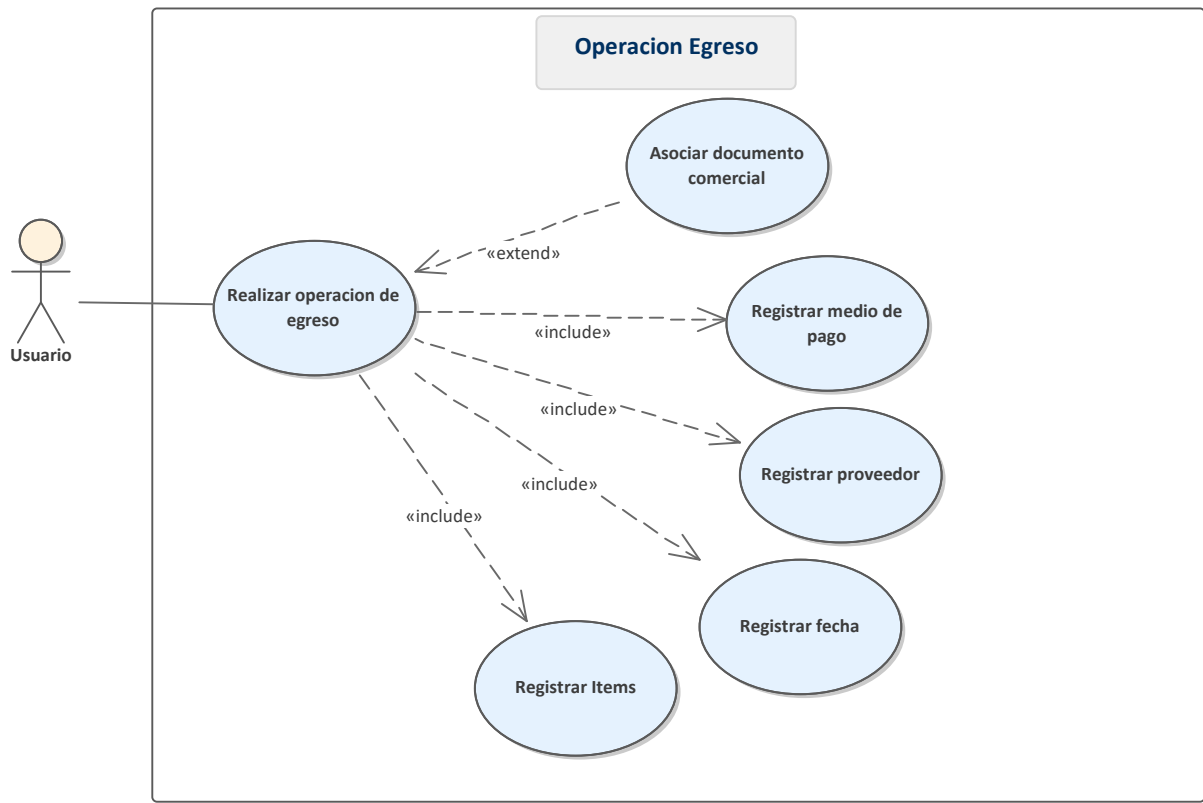 Operacion Egreso
Asociar documento
comercial
«extend»
Realizar operacion de
egreso
Registrar medio de
pago
«include»
Usuario
«include»
Registrar proveedor
«include»
«include»
Registrar fecha
Registrar Items